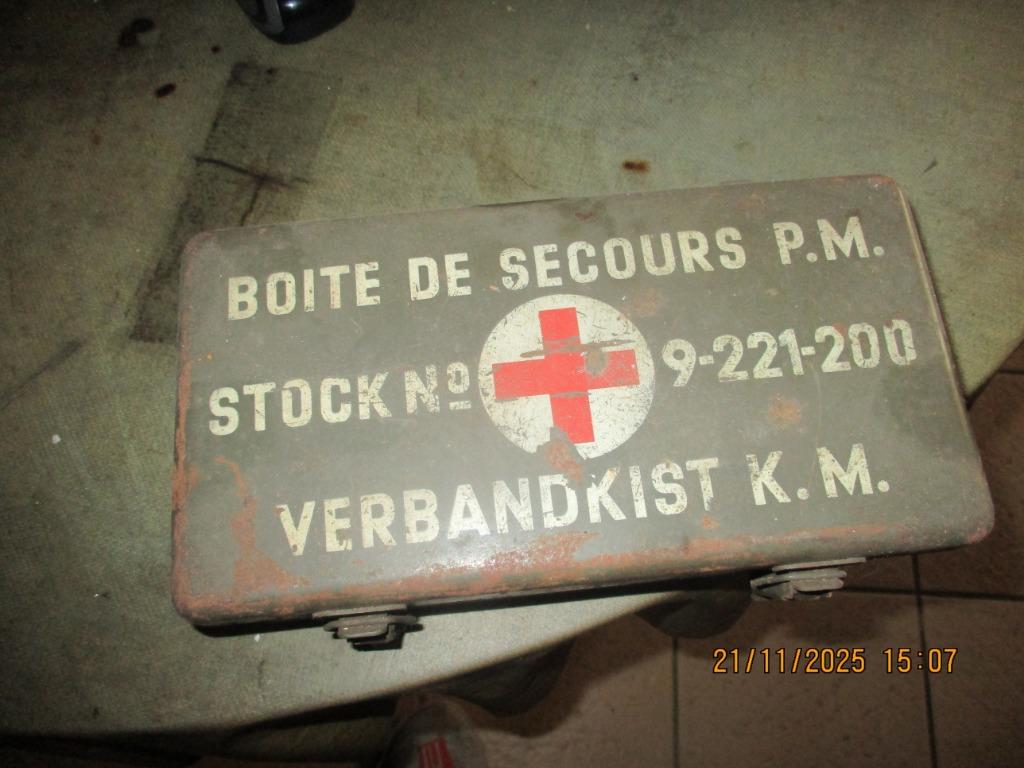 BOITE DE SECOURS P.M.
STOCK Nº 9-221-200
VERBANDKIST K.M.
21/11/2025 15:07